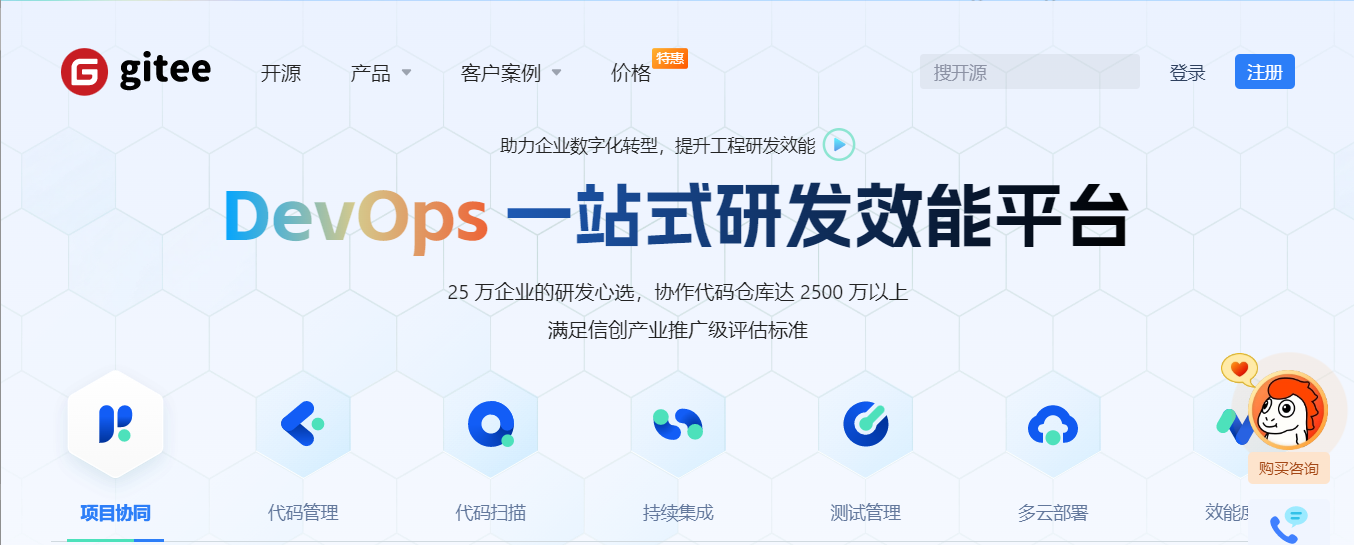 gitee 开源 产品 客户案例 价格 特惠 搜开源 登录 注册
助力企业数字化转型，提升工程研发效能
DevOps 一站式研发效能平台
25 万企业的研发心选，协作代码仓库达 2500 万以上
满足信创产业推广级评估标准
购买咨询
项目协同 代码管理 代码扫描 持续集成 测试管理 多云部署 效能